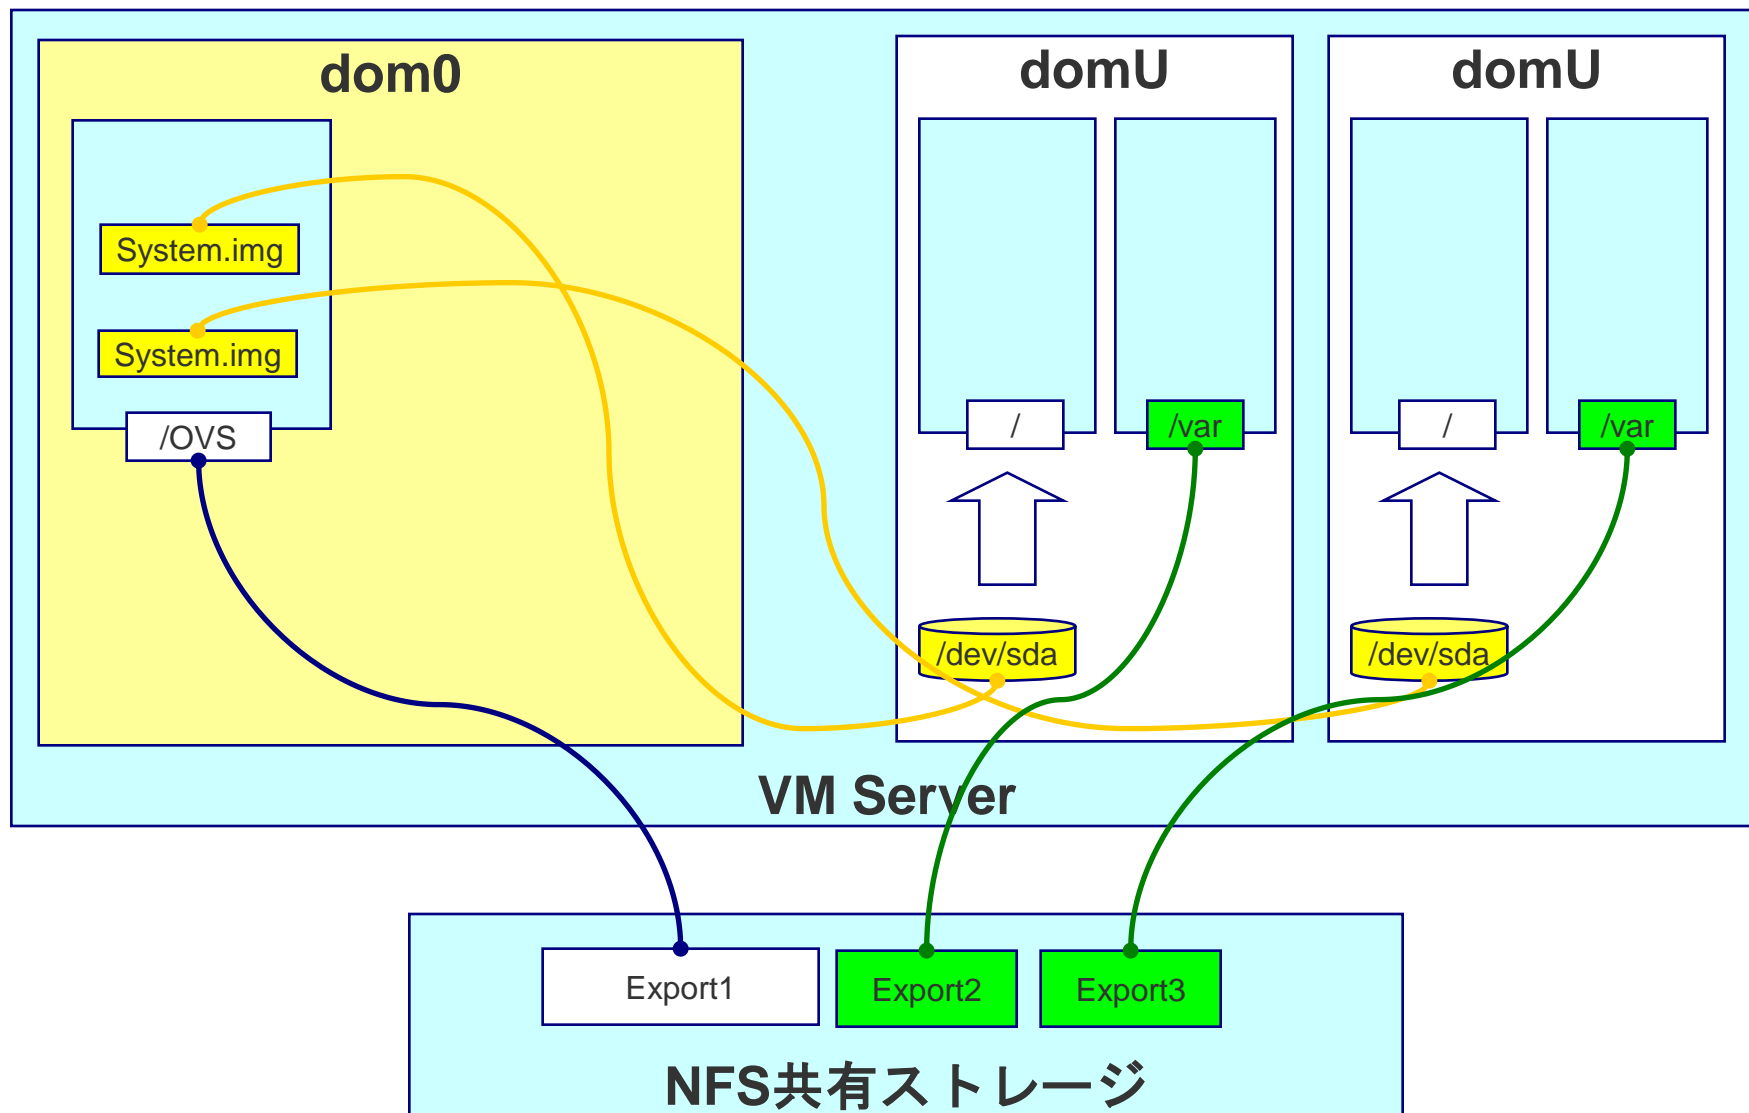 dom0
System.img
System.img
/OVS
domU
/
/var
/dev/sda
domU
/
/var
/dev/sda
VM Server
Export1
Export2
Export3
NFS共有ストレージ